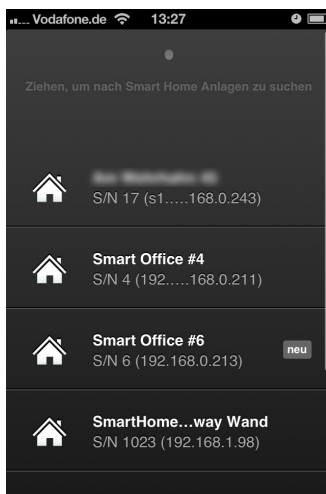 Vodafone.de 13:27
Ziehen, um nach Smart Home Anlagen zu suchen
S/N 17 (s1.....168.0.243)
Smart Office #4
S/N 4 (192.....168.0.211)
Smart Office #6
neu
S/N 6 (192.168.0.213)
SmartHome...way Wand
S/N 1023 (192.168.1.98)